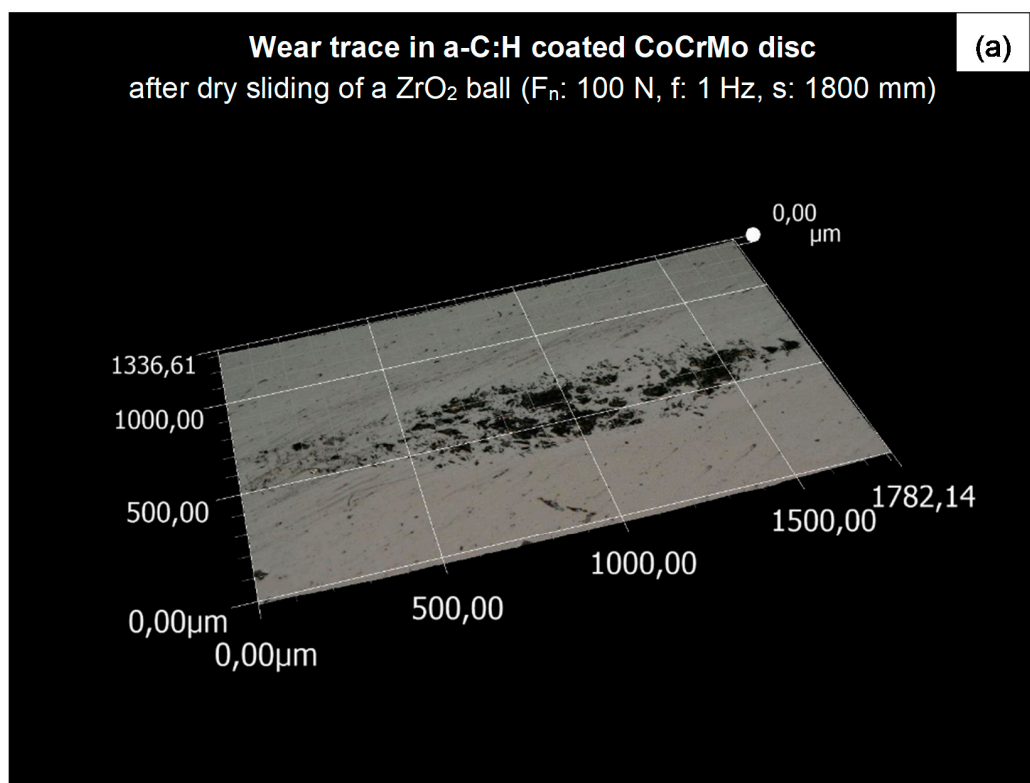 Wear trace in a-C:H coated CoCrMo disc
(a)
after dry sliding of a ZrO₂ ball (Fₙ: 100 N, f: 1 Hz, s: 1800 mm)
0,00
µm
1336,61
1000,00
500,00
0,00µm
0,00µm
500,00
1000,00
1500,00
1782,14